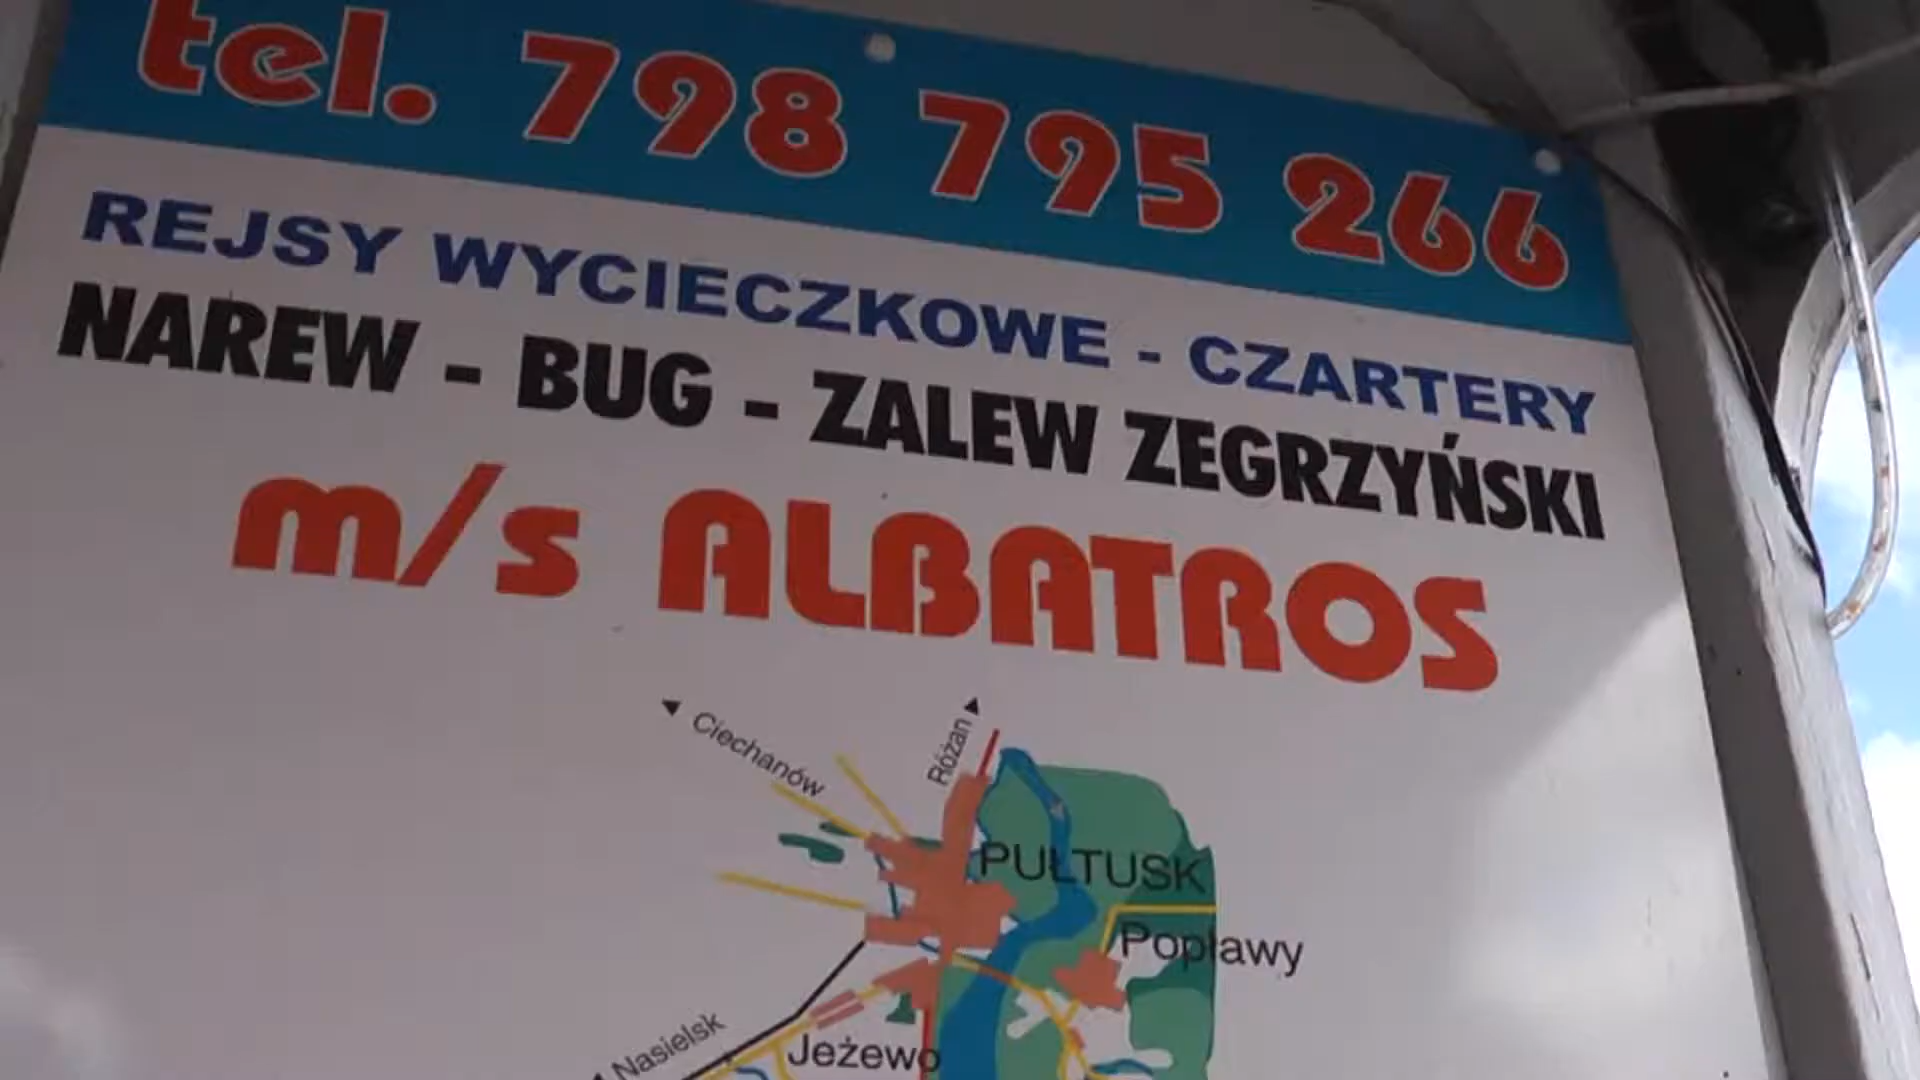 tel. 798 795 266
REJSY WYCIECZKOWE - CZARTERY
NAREW - BUG - ZALEW ZEGRZYŃSKI
m/s ALBATROS
Ciechanów
Różan
PUŁTUSK
Popławy
Nasielsk
Jeżewo